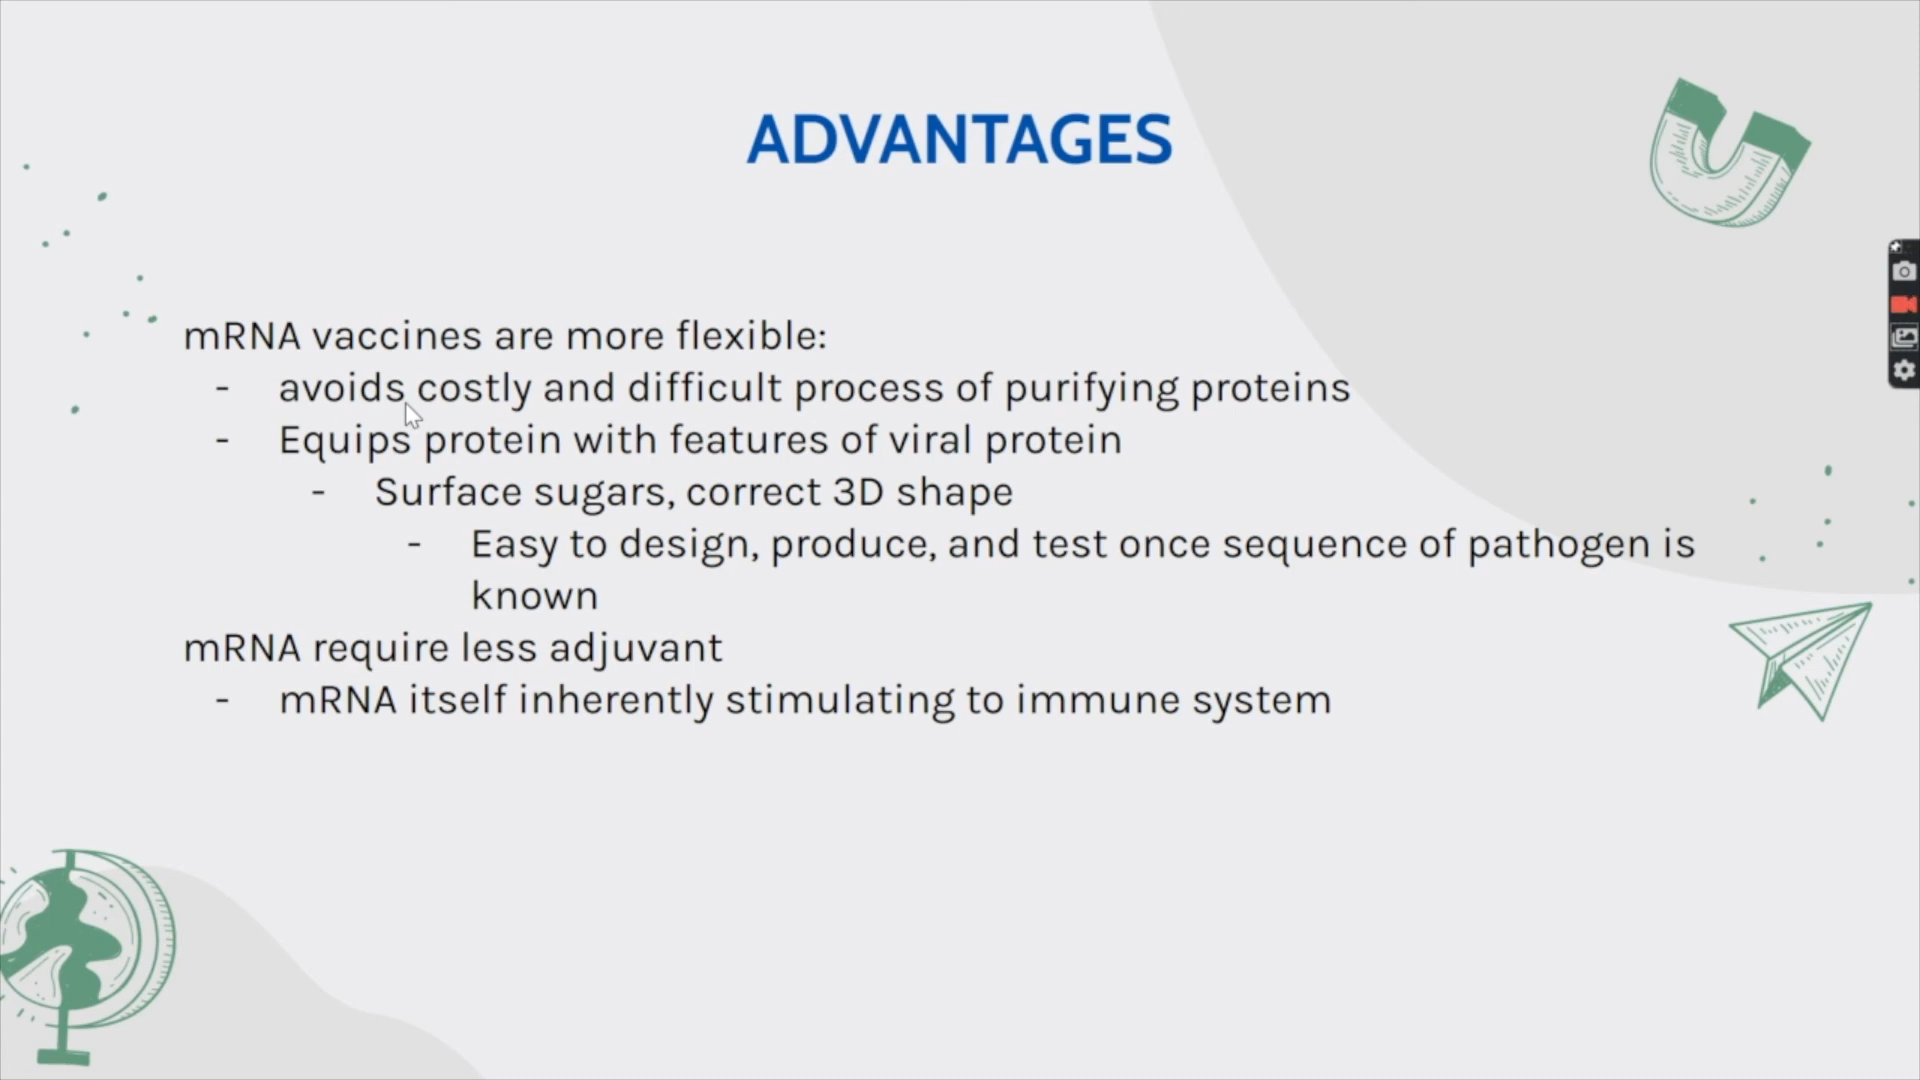 ADVANTAGES
mRNA vaccines are more flexible:
- avoids costly and difficult process of purifying proteins
- Equips protein with features of viral protein
- Surface sugars, correct 3D shape
- Easy to design, produce, and test once sequence of pathogen is
known
mRNA require less adjuvant
- mRNA itself inherently stimulating to immune system